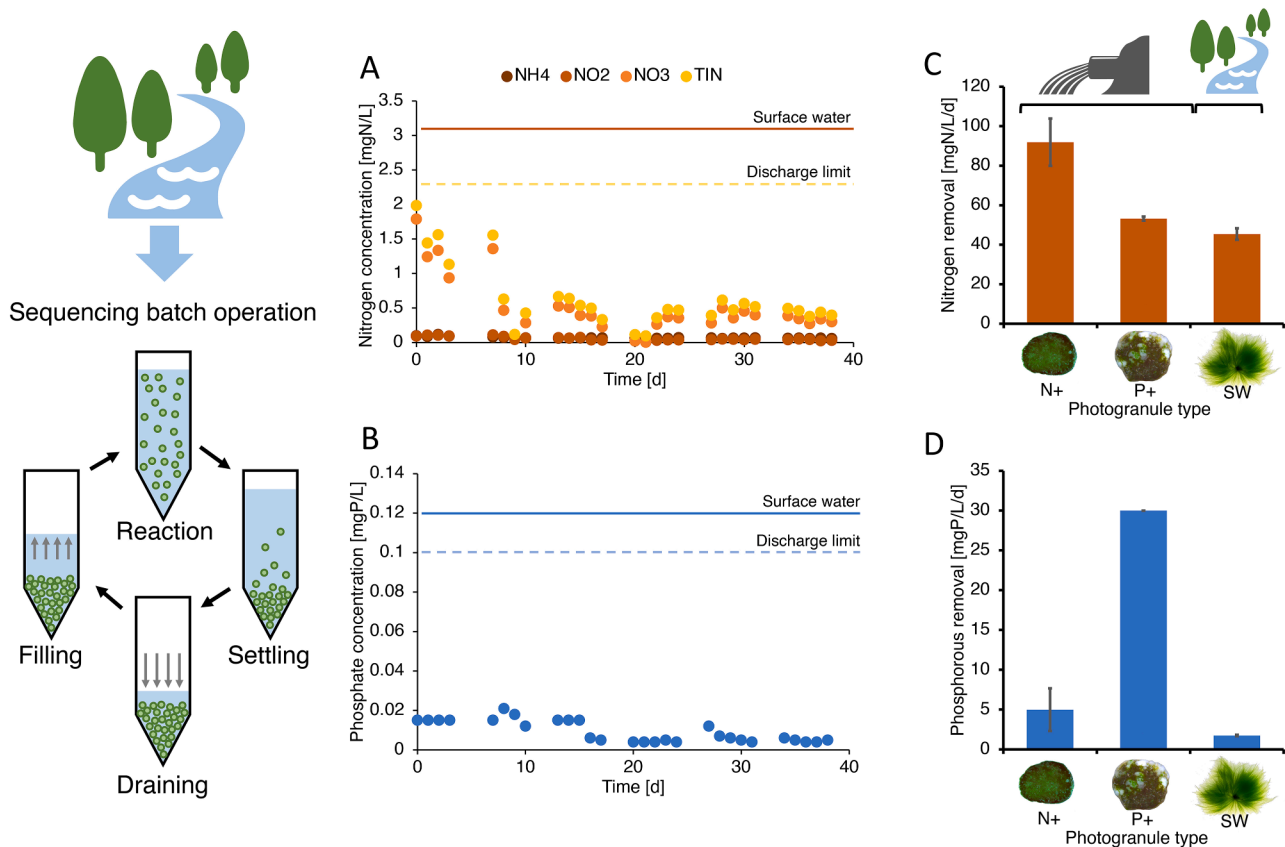 Sequencing batch operation
Reaction
Filling
Settling
Draining
A
NH4 NO2 NO3 TIN
Nitrogen concentration [mgN/L]
3.5
3
2.5
2
1.5
1
0.5
0
Surface water
Discharge limit
0 10 20 30 40
Time [d]
B
Phosphate concentration [mgP/L]
0.14
0.12
0.1
0.08
0.06
0.04
0.02
0
Surface water
Discharge limit
0 10 20 30 40
Time [d]
C
Nitrogen removal [mgN/L/d]
120
100
80
60
40
20
0
N+ P+ SW
Photogranule type
D
Phosphorous removal [mgP/L/d]
35
30
25
20
15
10
5
0
N+ P+ SW
Photogranule type